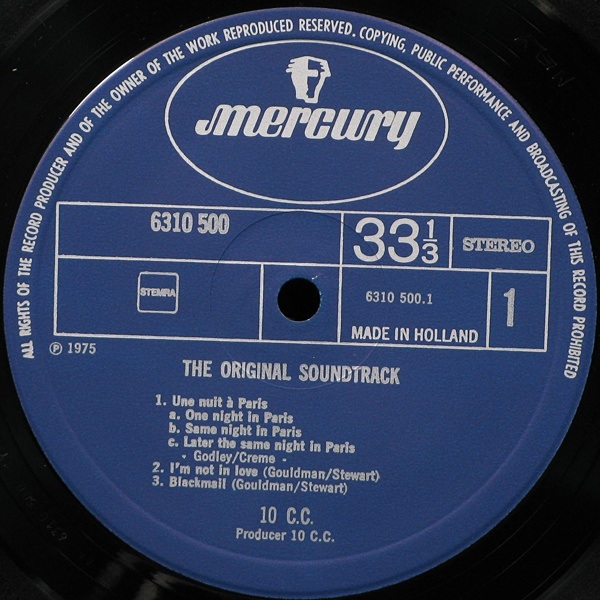 ALL RIGHTS OF THE RECORD PRODUCER AND OF THE OWNER OF THE WORK REPRODUCED RESERVED. COPYING, PUBLIC PERFORMANCE AND BROADCASTING OF THIS RECORD PROHIBITED
mercury
6310 500
33 1/3
STEREO
STEMRA
6310 500.1
1
MADE IN HOLLAND
℗ 1975
THE ORIGINAL SOUNDTRACK
1. Une nuit à Paris
a. One night in Paris
b. Same night in Paris
c. Later the same night in Paris
- Godley/Creme -
2. I'm not in love (Gouldman/Stewart)
3. Blackmail (Gouldman/Stewart)
10 C.C.
Producer 10 C.C.